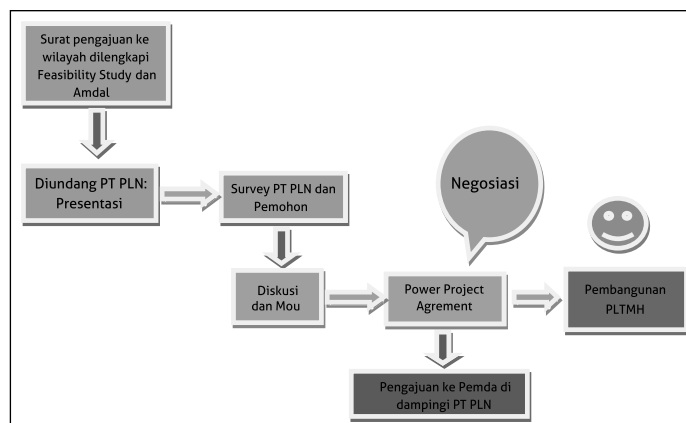 Surat pengajuan ke
wilayah dilengkapi
Feasibility Study dan
Amdal
Diundang PT PLN:
Presentasi
Survey PT PLN dan
Pemohon
Diskusi
dan Mou
Negosiasi
Power Project
Agrement
Pembangunan
PLTMH
Pengajuan ke Pemda di
dampingi PT PLN